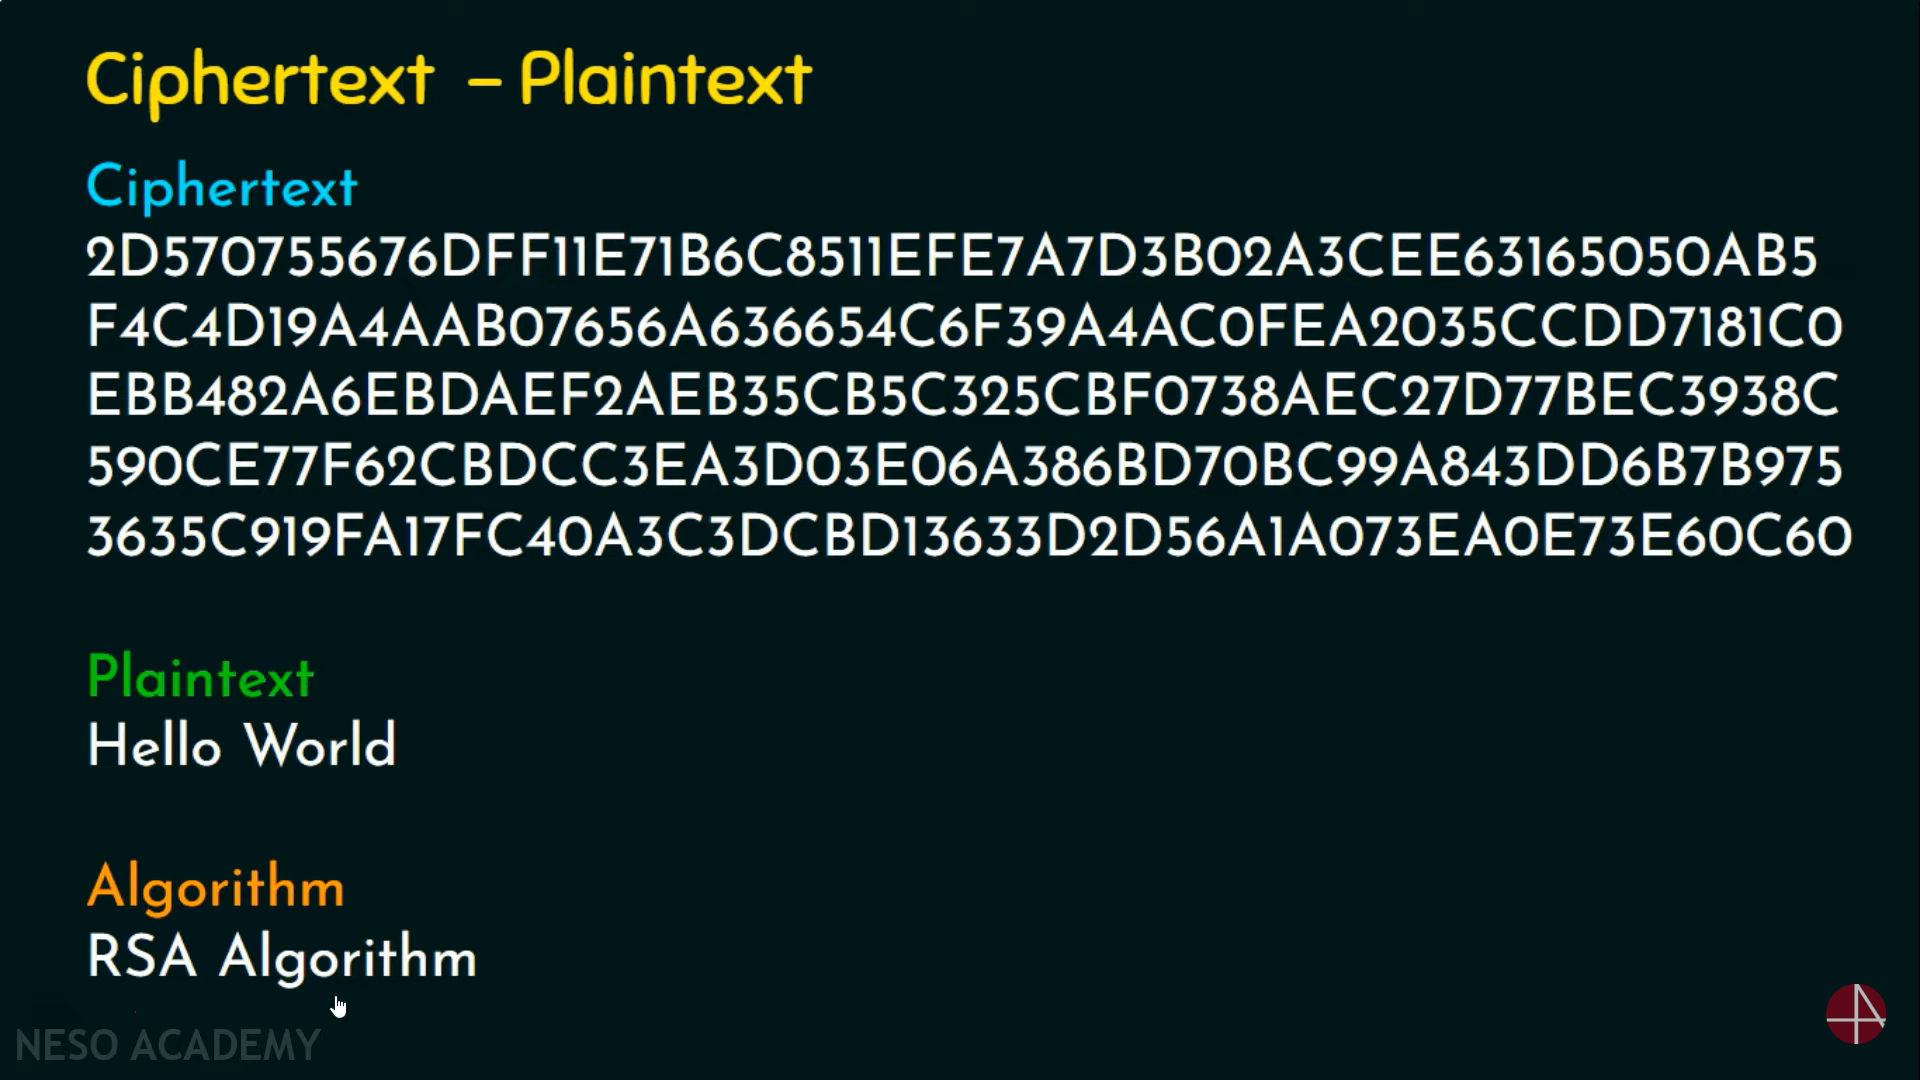 Ciphertext – Plaintext
Ciphertext
2D570755676DFF11E71B6C8511EFE7A7D3B02A3CEE63165050AB5
F4C4D19A4AAB07656A636654C6F39A4AC0FEA2035CCDD7181C0
EBB482A6EBDAEF2AEB35CB5C325CBF0738AEC27D77BEC3938C
590CE77F62CBDCC3EA3D03E06A386BD70BC99A843DD6B7B975
3635C919FA17FC40A3C3DCBD13633D2D56A1A073EA0E73E60C60
Plaintext
Hello World
Algorithm
RSA Algorithm
NESO ACADEMY